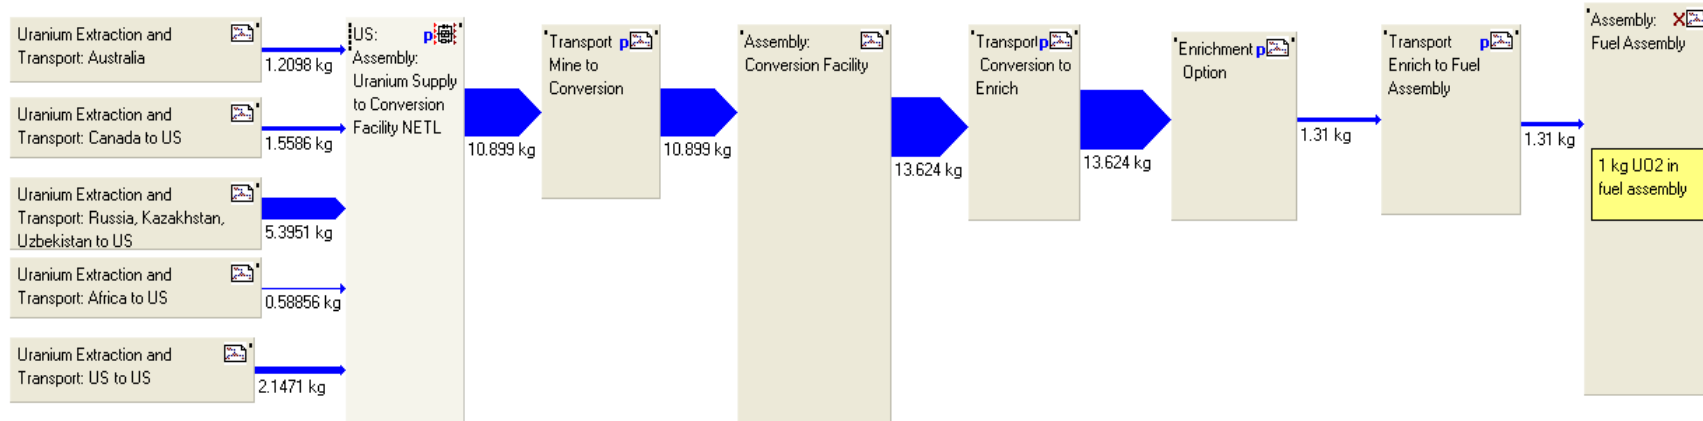 Uranium Extraction and
Transport: Australia
1.2098 kg
Uranium Extraction and
Transport: Canada to US
1.5586 kg
Uranium Extraction and
Transport: Russia, Kazakhstan,
Uzbekistan to US
5.3951 kg
Uranium Extraction and
Transport: Africa to US
0.58856 kg
Uranium Extraction and
Transport: US to US
2.1471 kg
US: p
Assembly:
Uranium Supply
to Conversion
Facility NETL
10.899 kg
Transport p
Mine to
Conversion
10.899 kg
Assembly:
Conversion Facility
13.624 kg
Transport p
Conversion to
Enrich
13.624 kg
Enrichment p
Option
1.31 kg
Transport p
Enrich to Fuel
Assembly
1.31 kg
Assembly: X
Fuel Assembly
1 kg UO2 in
fuel assembly